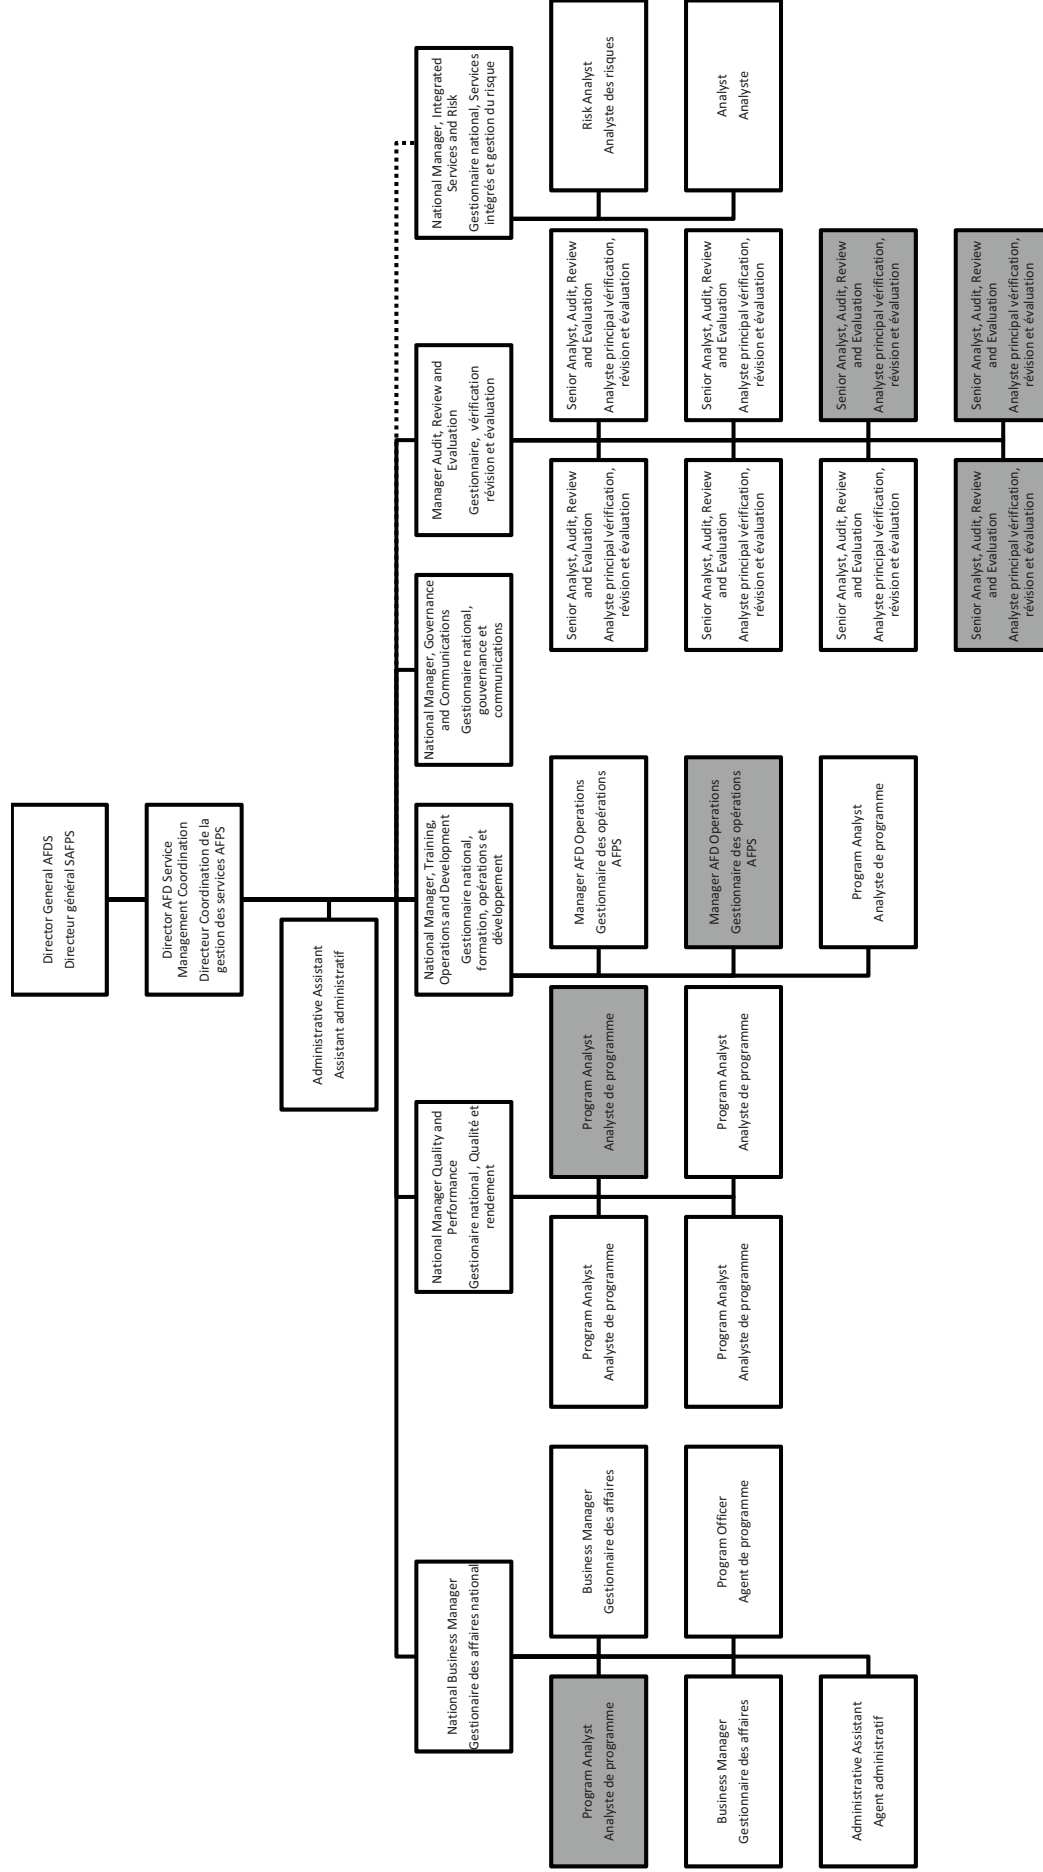 Director General AFDS
Directeur général SAFPS
Director AFD Service
Management Coordination
Directeur Coordination de la
gestion des services AFPS
Administrative Assistant
Assistant administratif
National Business Manager
Gestionaire des affaires national
Program Analyst
Analyste de programme
Business Manager
Gestionnaire des affaires
Business Manager
Gestionnaire des affaires
Program Officer
Agent de programme
Administrative Assistant
Agent administratif
National Manager Quality and
Performance
Gestionaire national , Qualité et
rendement
Program Analyst
Analyste de programme
Program Analyst
Analyste de programme
Program Analyst
Analyste de programme
Program Analyst
Analyste de programme
National Manager, Training,
Operations and Development
Gestionnaire national,
formation, opérations et
développement
Manager AFD Operations
Gestionnaire des opérations
AFPS
Manager AFD Operations
Gestionnaire des opérations
AFPS
Program Analyst
Analyste de programme
National Manager, Governance
and Communications
Gestionnaire national,
gouvernance et
communications
Manager Audit, Review and
Evaluation
Gestionnaire, vérification
révision et évaluation
Senior Analyst, Audit, Review
and Evaluation
Analyste principal vérification,
révision et évaluation
Senior Analyst, Audit, Review
and Evaluation
Analyste principal vérification,
révision et évaluation
Senior Analyst, Audit, Review
and Evaluation
Analyste principal vérification,
révision et évaluation
Senior Analyst, Audit, Review
and Evaluation
Analyste principal vérification,
révision et évaluation
Senior Analyst, Audit, Review
and Evaluation
Analyste principal vérification,
révision et évaluation
Senior Analyst, Audit, Review
and Evaluation
Analyste principal vérification,
révision et évaluation
Senior Analyst, Audit, Review
and Evaluation
Analyste principal vérification,
révision et évaluation
Senior Analyst, Audit, Review
and Evaluation
Analyste principal vérification,
révision et évaluation
National Manager, Integrated
Services and Risk
Gestionnaire national, Services
intégrés et gestion du risque
Risk Analyst
Analyste des risques
Analyst
Analyste